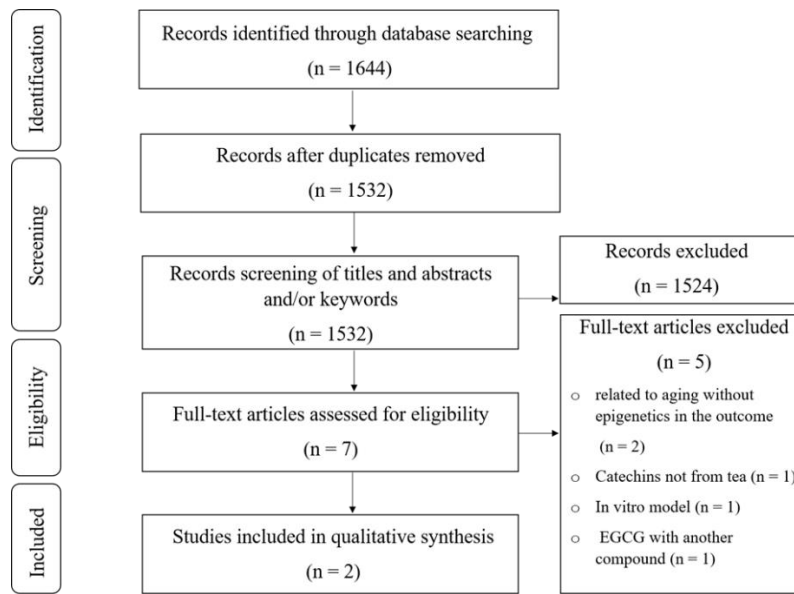 Identification
Records identified through database searching
(n = 1644)
Screening
Records after duplicates removed
(n = 1532)
Records screening of titles and abstracts
and/or keywords
(n = 1532)
Records excluded
(n = 1524)
Eligibility
Full-text articles assessed for eligibility
(n = 7)
Full-text articles excluded
(n = 5)
o related to aging without
epigenetics in the outcome
(n = 2)
o Catechins not from tea (n = 1)
o In vitro model (n = 1)
o EGCG with another
compound (n = 1)
Included
Studies included in qualitative synthesis
(n = 2)